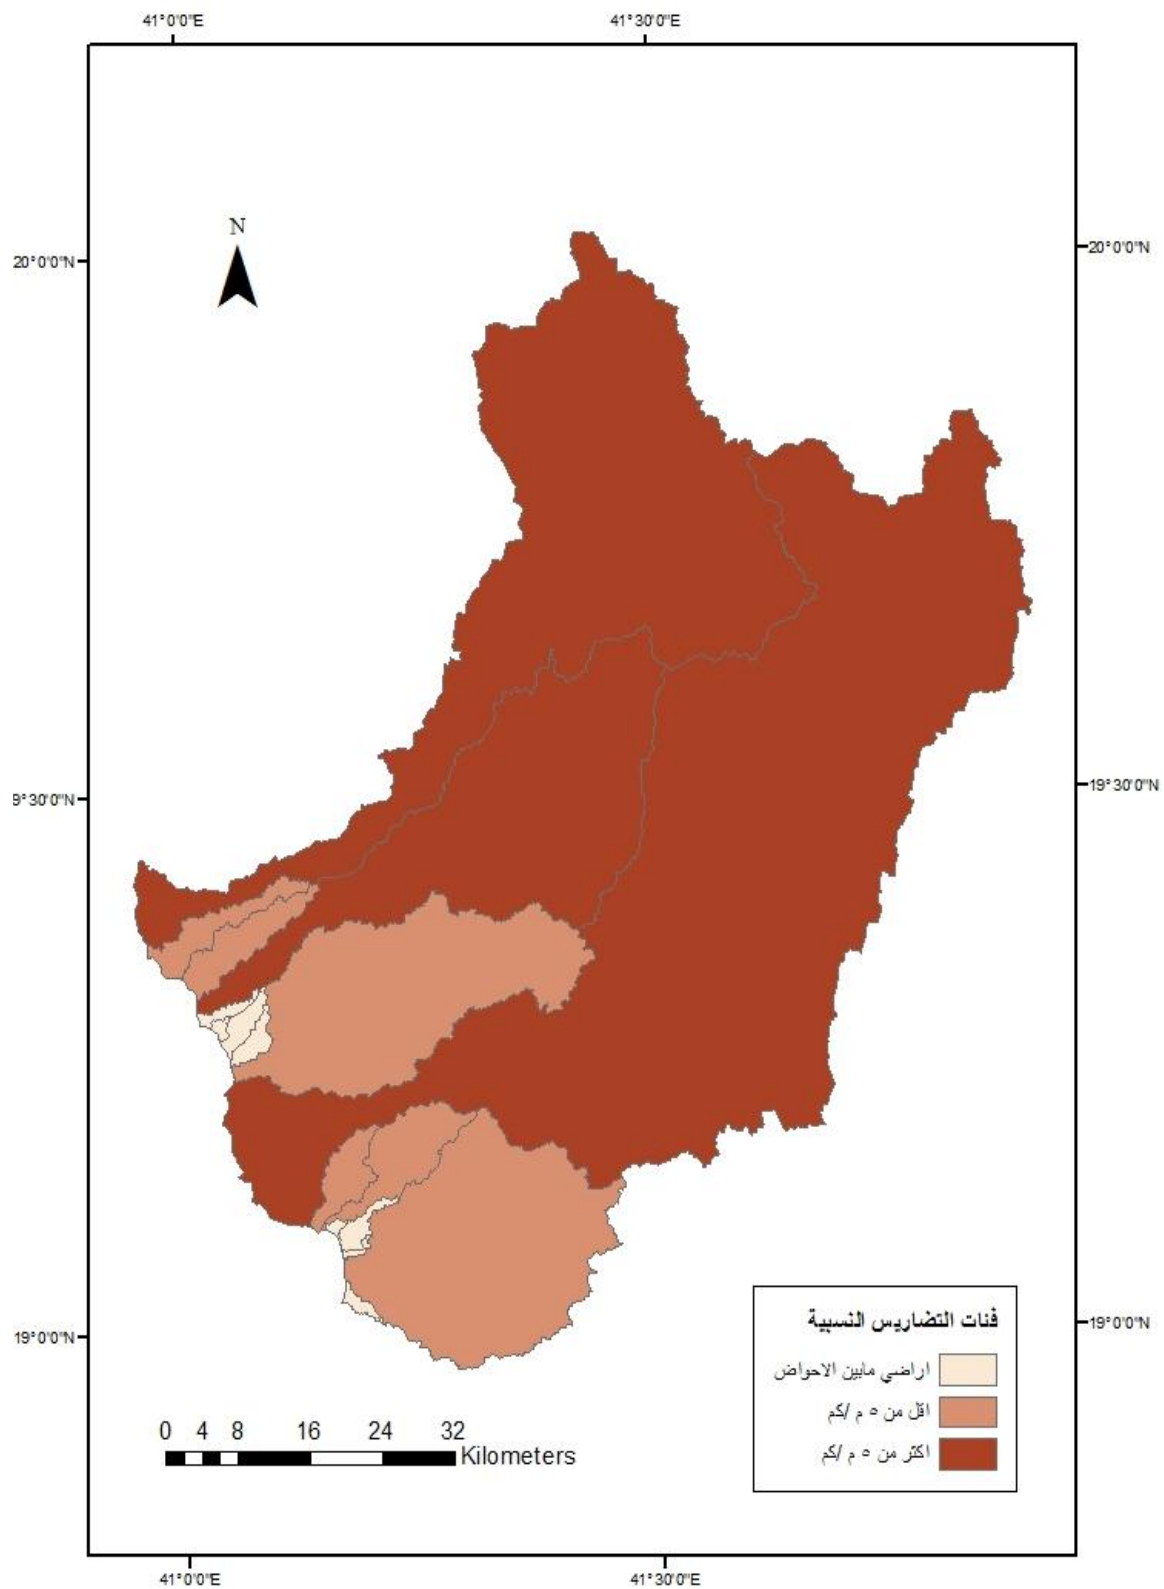 41°0'0"E 41°30'0"E
N
20°0'0"N 20°0'0"N
9°30'0"N 19°30'0"N
19°0'0"N 19°0'0"N
فئات التضاريس النسبية
اراضي مابين الاحواض
اقل من ٥ م /كم
اكثر من ٥ م /كم
0 4 8 16 24 32
Kilometers
41°0'0"E 41°30'0"E